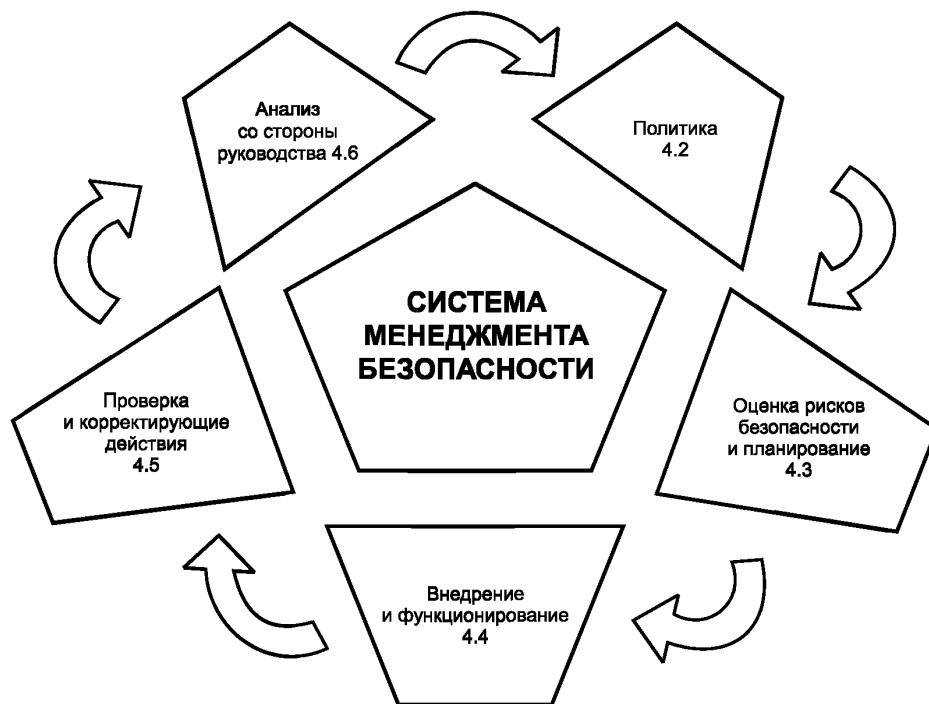 Анализ
со стороны
руководства 4.6
Политика
4.2
СИСТЕМА
МЕНЕДЖМЕНТА
БЕЗОПАСНОСТИ
Проверка
и корректирующие
действия
4.5
Оценка рисков
безопасности
и планирование
4.3
Внедрение
и функционирование
4.4